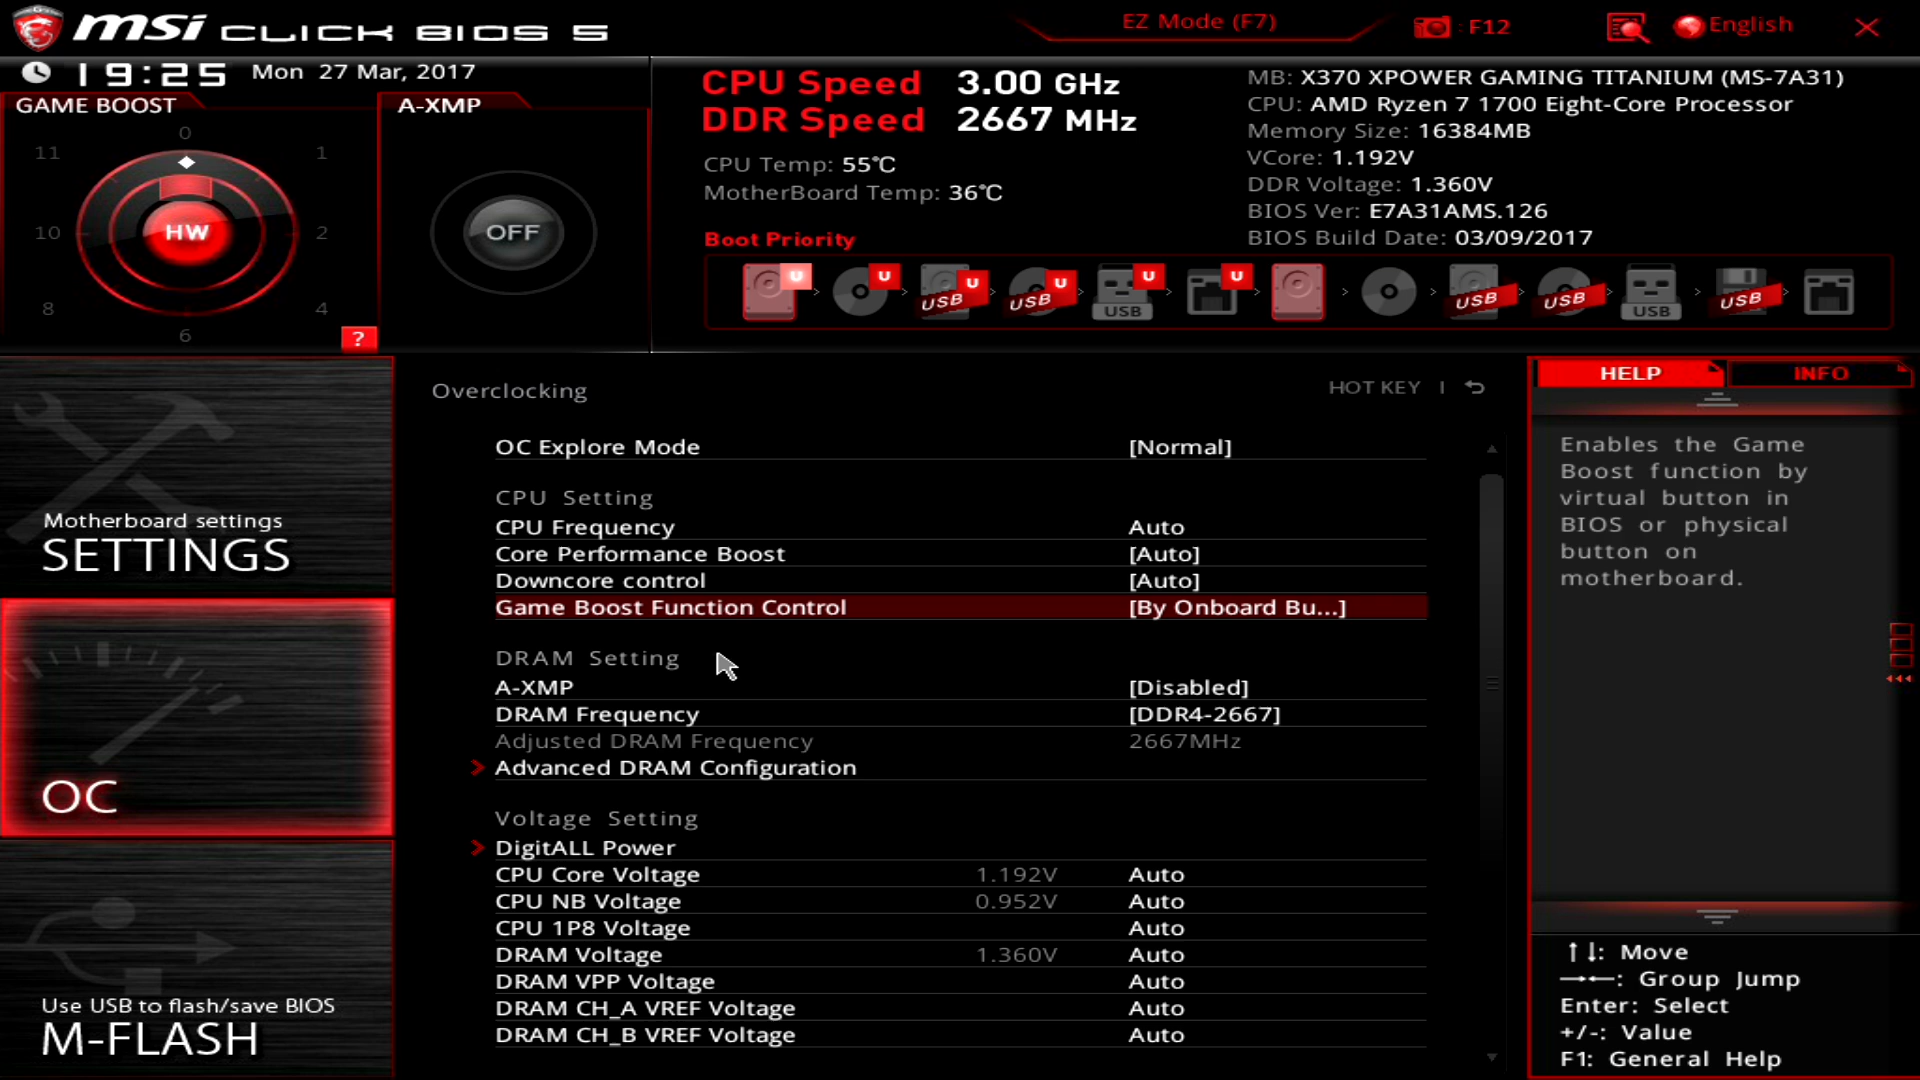 msi CLICK BIOS 5
EZ Mode (F7)
: F12
English
19:25 Mon 27 Mar, 2017
GAME BOOST
0
11
1
HW
10
2
8
4
6
?
A-XMP
OFF
CPU Speed 3.00 GHz
DDR Speed 2667 MHz
CPU Temp: 55°C
MotherBoard Temp: 36°C
MB: X370 XPOWER GAMING TITANIUM (MS-7A31)
CPU: AMD Ryzen 7 1700 Eight-Core Processor
Memory Size: 16384MB
VCore: 1.192V
DDR Voltage: 1.360V
BIOS Ver: E7A31AMS.126
BIOS Build Date: 03/09/2017
Boot Priority
U U USB U USB U USB U U USB USB USB USB
Motherboard settings
SETTINGS
OC
Use USB to flash/save BIOS
M-FLASH
Overclocking
HOT KEY |
OC Explore Mode [Normal]
CPU Setting
CPU Frequency Auto
Core Performance Boost [Auto]
Downcore control [Auto]
Game Boost Function Control [By Onboard Bu...]
DRAM Setting
A-XMP [Disabled]
DRAM Frequency [DDR4-2667]
Adjusted DRAM Frequency 2667MHz
> Advanced DRAM Configuration
Voltage Setting
> DigitALL Power
CPU Core Voltage 1.192V Auto
CPU NB Voltage 0.952V Auto
CPU 1P8 Voltage Auto
DRAM Voltage 1.360V Auto
DRAM VPP Voltage Auto
DRAM CH_A VREF Voltage Auto
DRAM CH_B VREF Voltage Auto
HELP
INFO
Enables the Game
Boost function by
virtual button in
BIOS or physical
button on
motherboard.
↑↓: Move
→←: Group Jump
Enter: Select
+/-: Value
F1: General Help